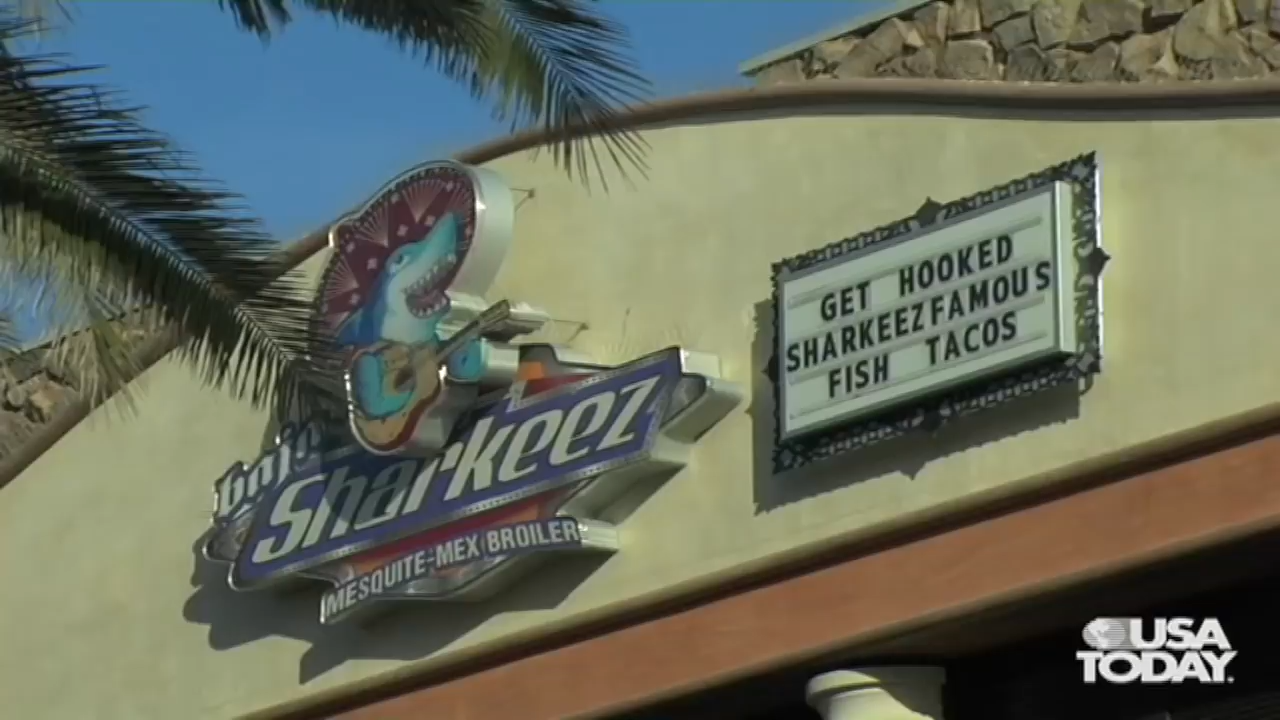 baja
Sharkeez
MESQUITE-MEX BROILER
GET HOOKED
SHARKEEZ FAMOUS
FISH TACOS
USA
TODAY